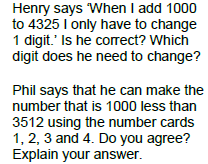 Henry says ‘When I add 1000
to 4325 I only have to change
1 digit.’ Is he correct? Which
digit does he need to change?
Phil says that he can make the
number that is 1000 less than
3512 using the number cards
1, 2, 3 and 4. Do you agree?
Explain your answer.